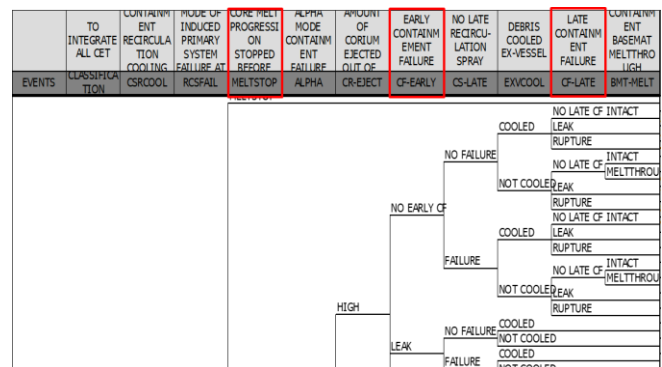 TO
INTEGRATE
ALL CET
CONTAINM
ENT
RECIRCULA
TION
COOLING
MODE OF
INDUCED
PRIMARY
SYSTEM
FAILURE AT
CORE MELT
PROGRESSI
ON
STOPPED
BEFORE
ALPHA
MODE
CONTAINM
ENT
FAILURE
AMOUNT
OF
CORIUM
EJECTED
OUT OF
EARLY
CONTAINM
EMENT
FAILURE
NO LATE
RECIRCU-
LATION
SPRAY
DEBRIS
COOLED
EX-VESSEL
LATE
CONTAINM
ENT
FAILURE
CONTAINM
ENT
BASEMAT
MELTTHRO
UGH
EVENTS
CLASSIFICA
TION
CSRCOOL
RCSFAIL
MELTSTOP
ALPHA
CR-EJECT
CF-EARLY
CS-LATE
EXVCOOL
CF-LATE
BMT-MELT
MELTSTOP
NO LATE CF INTACT
COOLED
LEAK
RUPTURE
NO FAILURE
NO LATE CF
INTACT
MELTTHROU
NOT COOLED
LEAK
RUPTURE
NO EARLY CF
NO LATE CF INTACT
COOLED
LEAK
RUPTURE
FAILURE
NO LATE CF
INTACT
MELTTHROU
NOT COOLED
LEAK
RUPTURE
HIGH
NO FAILURE
COOLED
NOT COOLED
LEAK
FAILURE
COOLED
NOT COOLED